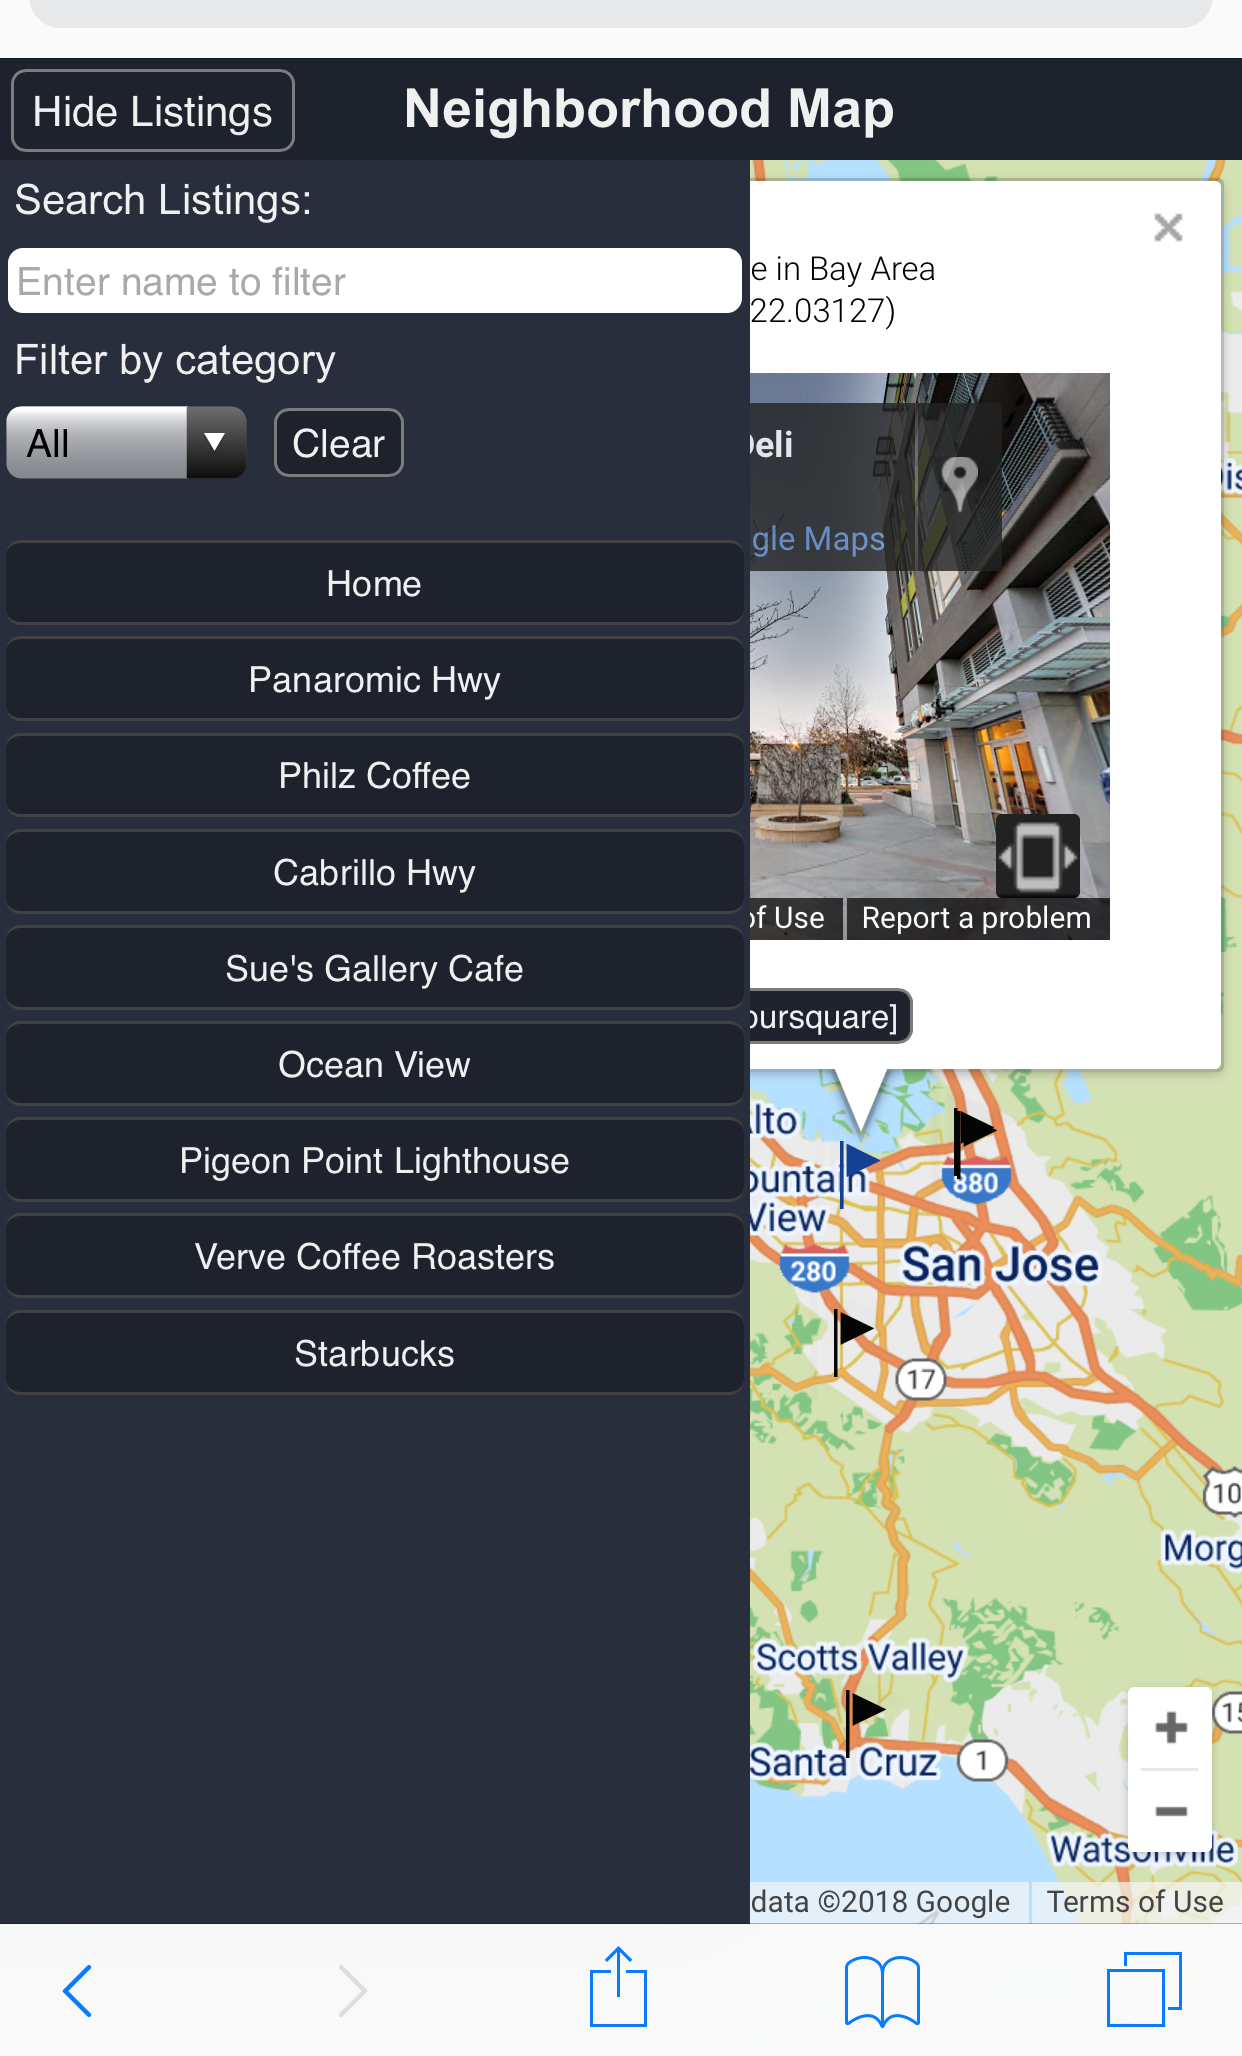 Hide Listings
Neighborhood Map
Search Listings:
Enter name to filter
Filter by category
All
Clear
Home
Panaromic Hwy
Philz Coffee
Cabrillo Hwy
Sue's Gallery Cafe
Ocean View
Pigeon Point Lighthouse
Verve Coffee Roasters
Starbucks
e in Bay Area
22.03127)
eli
gle Maps
of Use
Report a problem
oursquare]
lto
ountain
View
880
280
San Jose
17
10
Morg
Scotts Valley
15
Santa Cruz
1
Watsonville
data ©2018 Google
Terms of Use